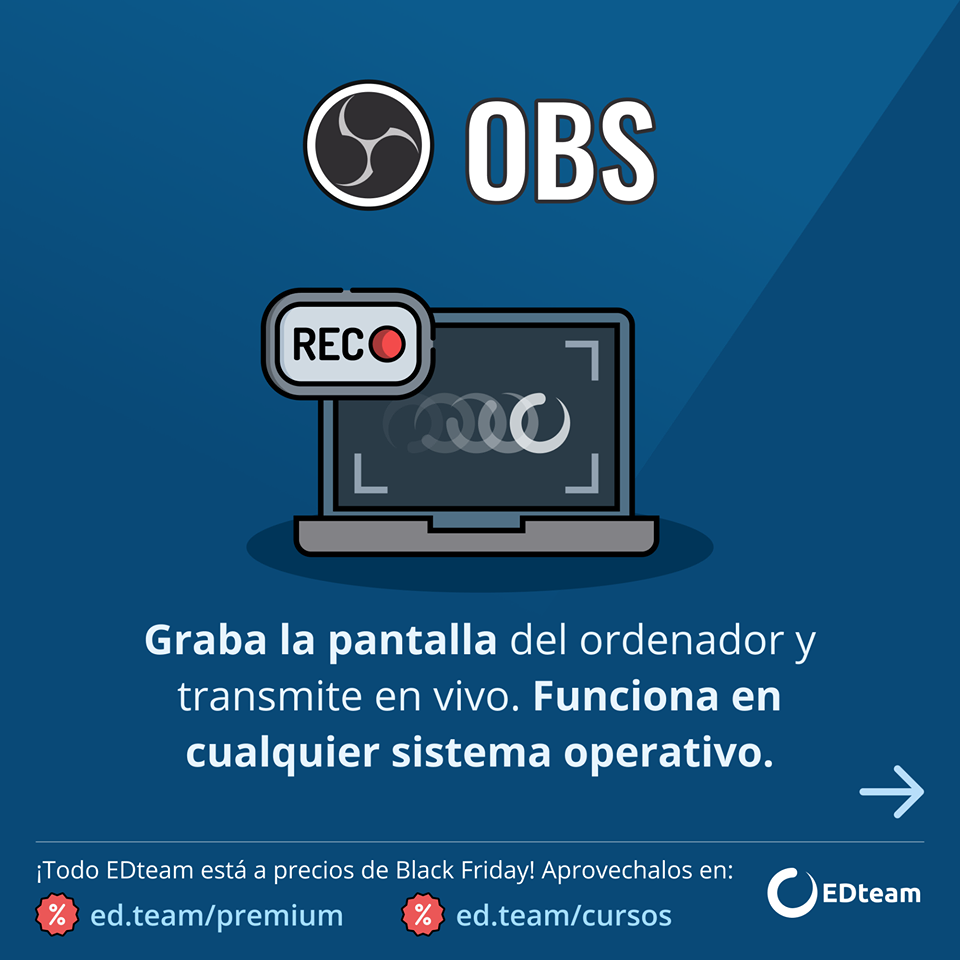 OBS
REC
Graba la pantalla del ordenador y
transmite en vivo. Funciona en
cualquier sistema operativo.
¡Todo EDteam está a precios de Black Friday! Aprovechalos en:
% ed.team/premium % ed.team/cursos
EDteam